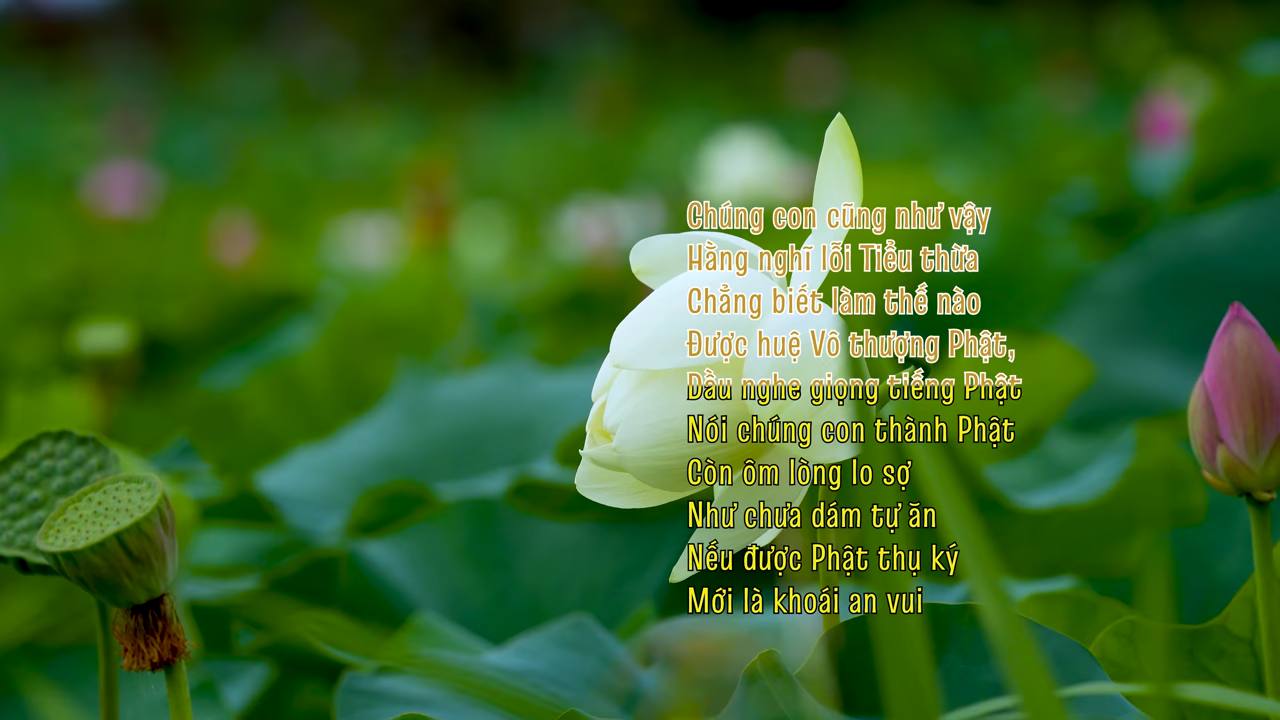 Chúng con cũng như vậy
Hằng nghĩ lỗi Tiểu thừa
Chẳng biết làm thế nào
Được huệ Vô thượng Phật,
Dầu nghe giọng tiếng Phật
Nói chúng con thành Phật
Còn ôm lòng lo sợ
Như chưa dám tự ăn
Nếu được Phật thụ ký
Mới là khoái an vui